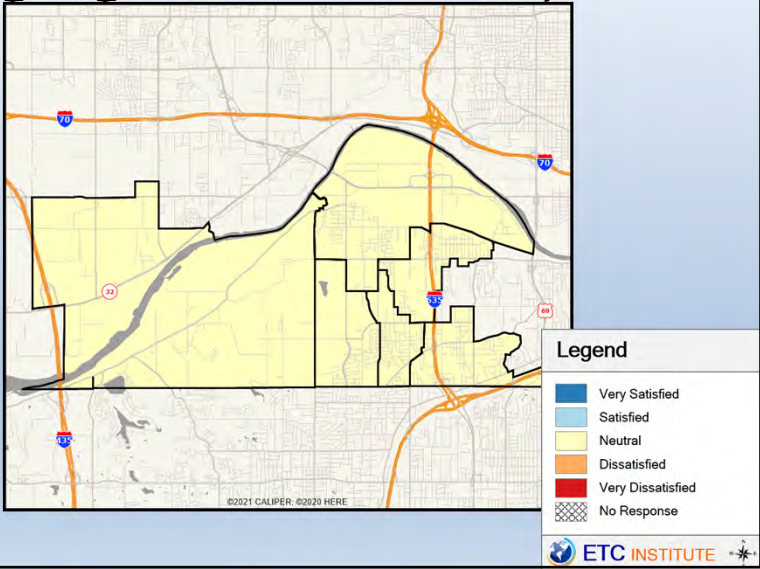 70
70
32
635
69
435
©2021 CALIPER; ©2020 HERE
Legend
Very Satisfied
Satisfied
Neutral
Dissatisfied
Very Dissatisfied
No Response
ETC INSTITUTE